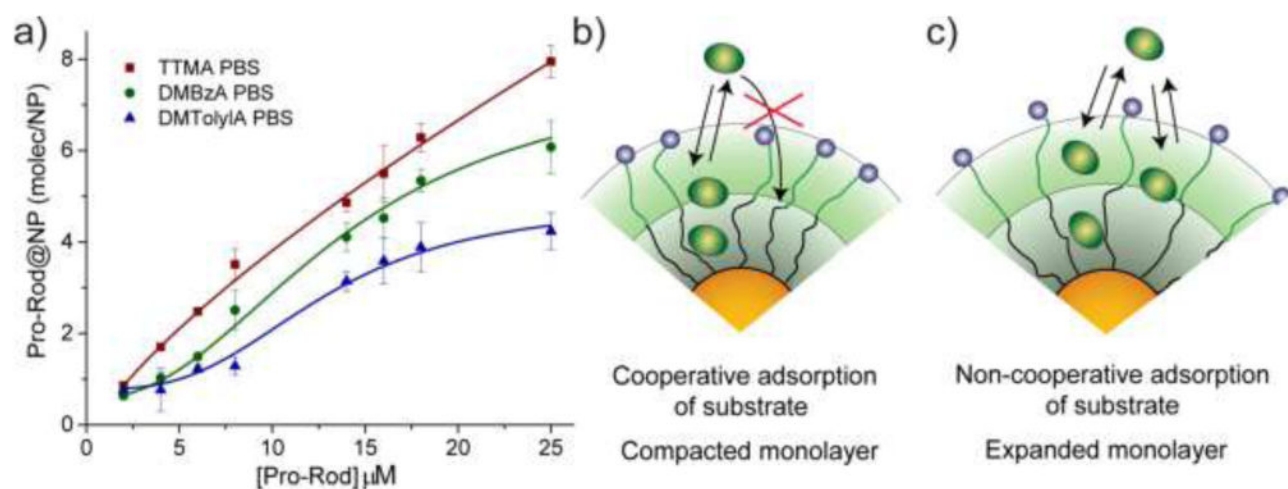 a)
TTMA PBS
DMBzA PBS
DMTolylA PBS
Pro-Rod@NP (molec/NP)
8
6
4
2
0
0 5 10 15 20 25
[Pro-Rod] μM
b)
Cooperative adsorption
of substrate
Compacted monolayer
c)
Non-cooperative adsorption
of substrate
Expanded monolayer